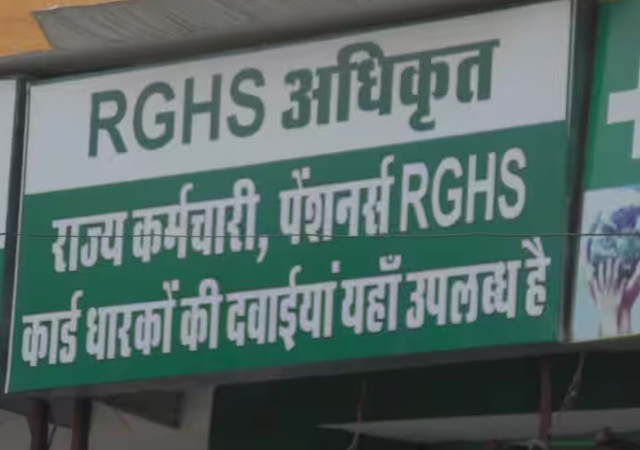 RGHS अधिकृत
राज्य कर्मचारी, पेंशनर्स RGHS
कार्ड धारकों की दवाईयां यहाँ उपलब्ध है